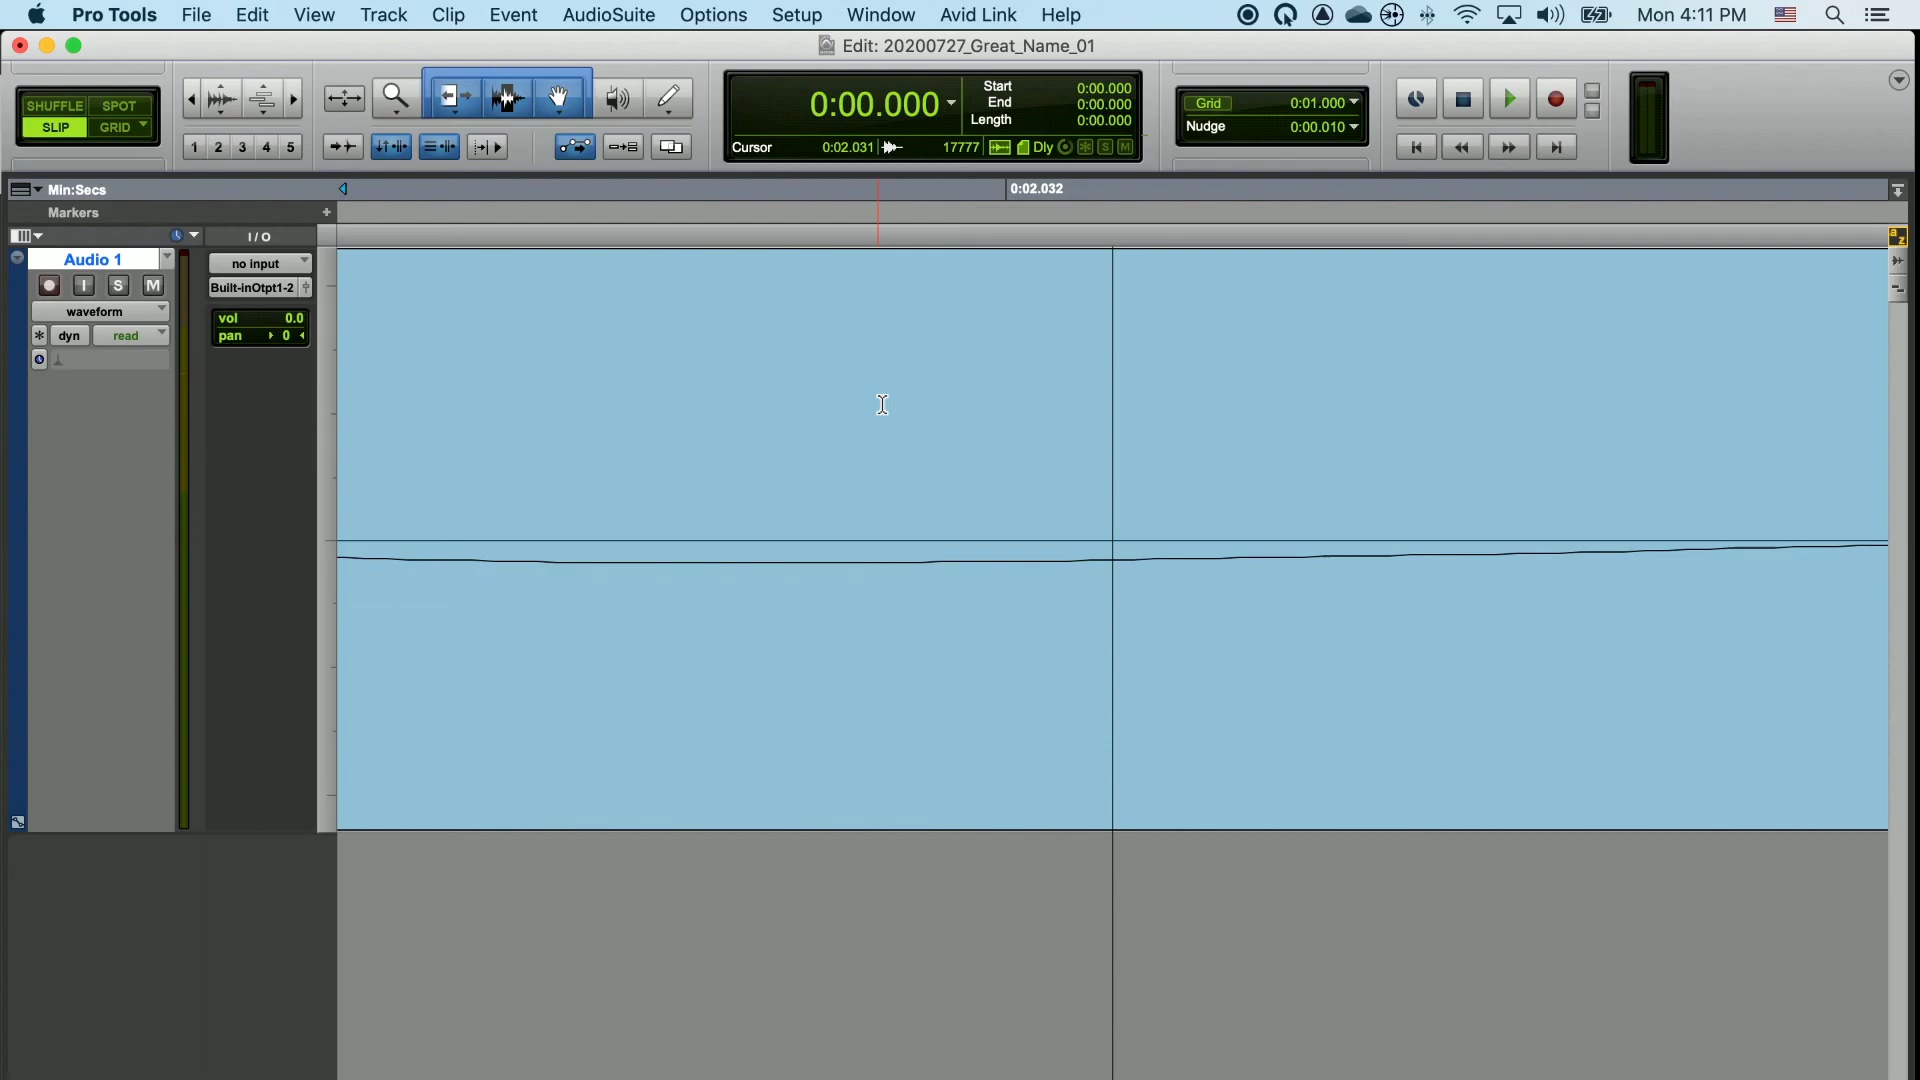 Pro Tools File Edit View Track Clip Event AudioSuite Options Setup Window Avid Link Help Mon 4:11 PM
Edit: 20200727_Great_Name_01
SHUFFLE SPOT
SLIP GRID
1 2 3 4 5
0:00.000
Start 0:00.000
End 0:00.000
Length 0:00.000
Cursor 0:02.031 17777 Dly S M
Grid 0:01.000
Nudge 0:00.010
Min:Secs 0:02.032
Markers +
I / O
a z
Audio 1
no input
I S M
Built-inOtpt1-2
waveform
vol 0.0
dyn read
pan 0